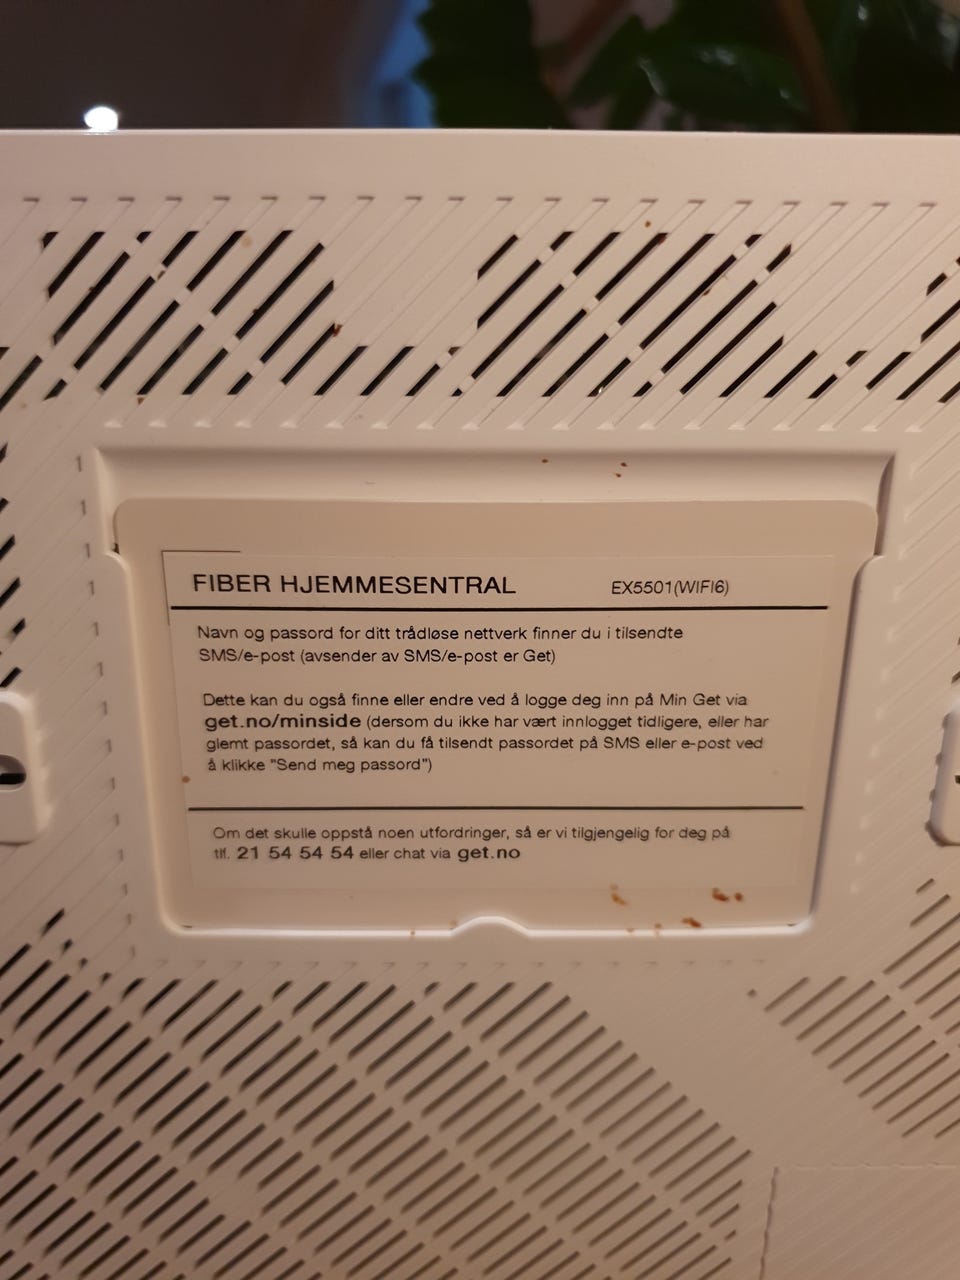 FIBER HJEMMESENTRAL EX5501(WIFI6)
Navn og passord for ditt trådløse nettverk finner du i tilsendte
SMS/e-post (avsender av SMS/e-post er Get)
Dette kan du også finne eller endre ved å logge deg inn på Min Get via
get.no/minside (dersom du ikke har vært innlogget tidligere, eller har
glemt passordet, så kan du få tilsendt passordet på SMS eller e-post ved
å klikke "Send meg passord")
Om det skulle oppstå noen utfordringer, så er vi tilgjengelig for deg på
tlf. 21 54 54 54 eller chat via get.no